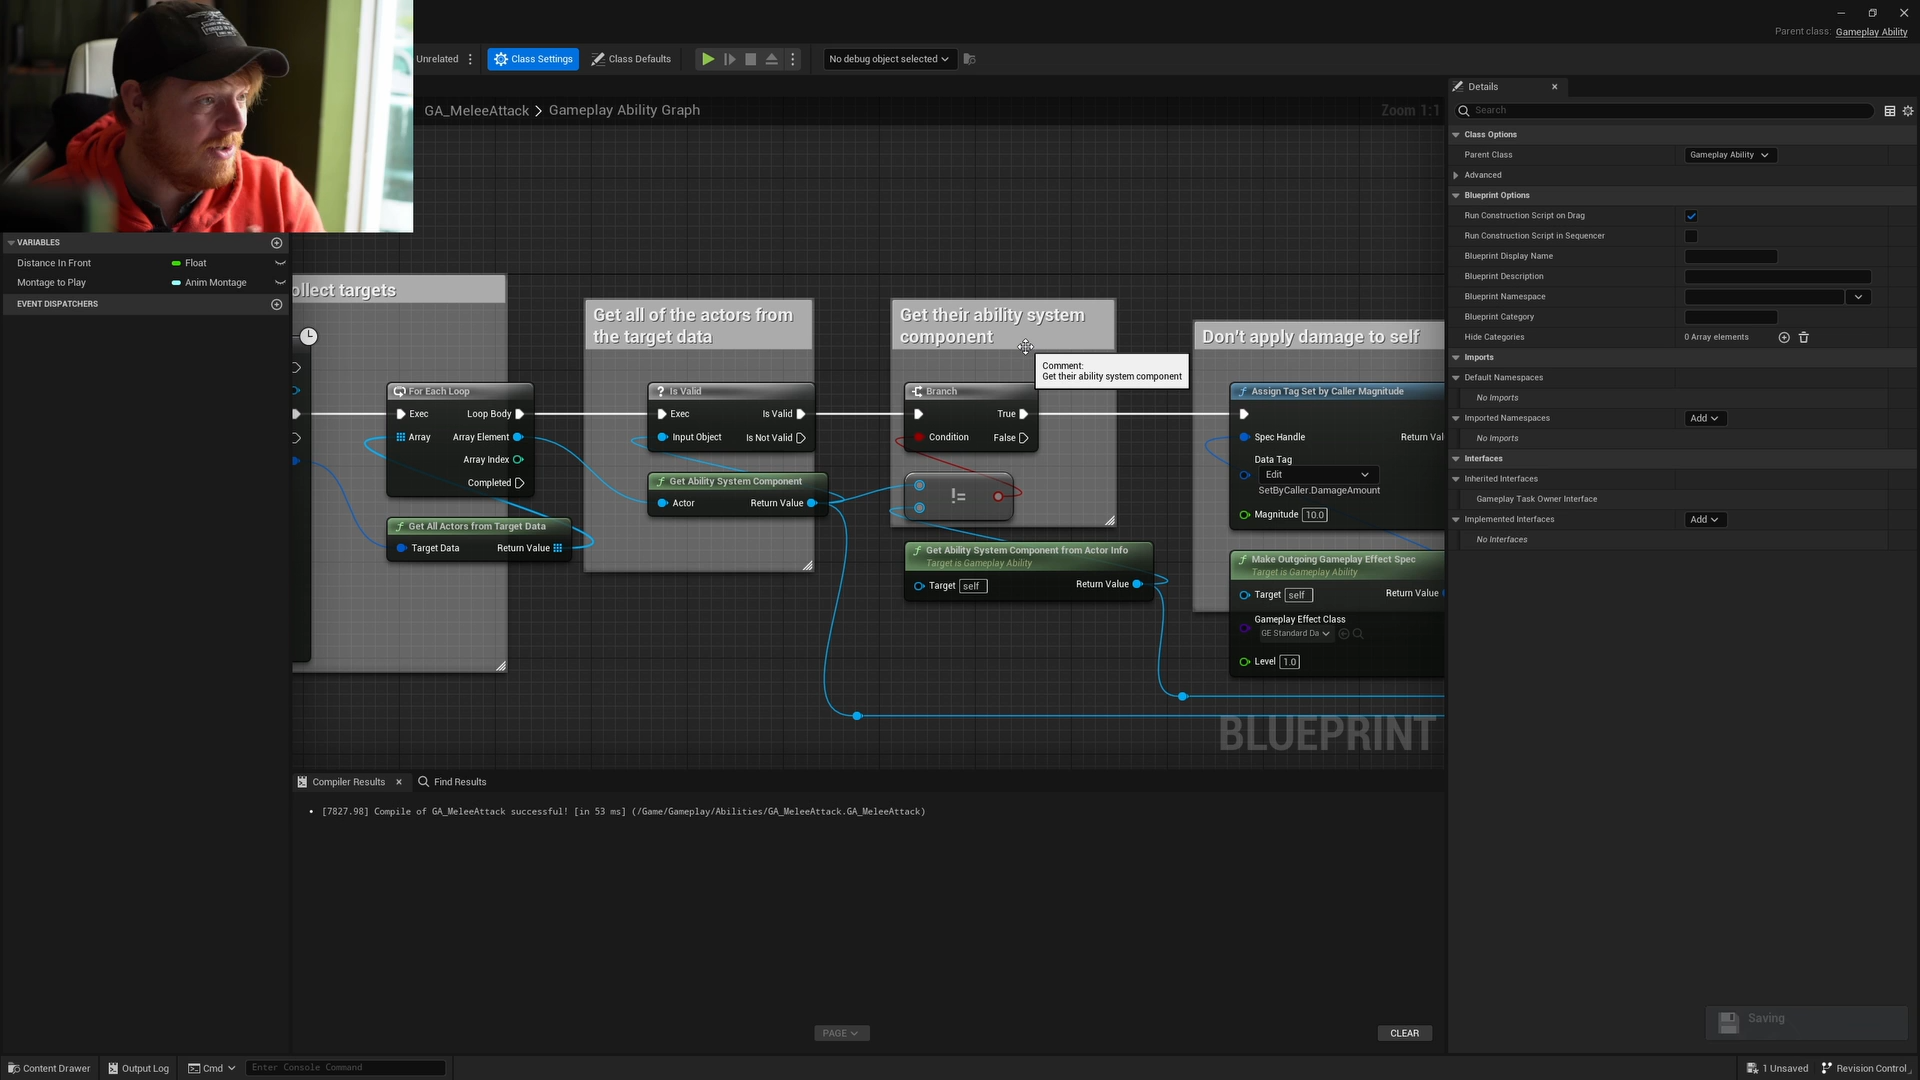 Parent class: Gameplay Ability
Unrelated
Class Settings
Class Defaults
No debug object selected
GA_MeleeAttack > Gameplay Ability Graph
Zoom 1:1
VARIABLES
Distance In Front
Float
Montage to Play
Anim Montage
EVENT DISPATCHERS
ollect targets
Get all of the actors from
the target data
Get their ability system
component
Don't apply damage to self
Comment:
Get their ability system component
For Each Loop
Exec
Loop Body
Array
Array Element
Array Index
Completed
Get All Actors from Target Data
Target Data
Return Value
? Is Valid
Exec
Is Valid
Input Object
Is Not Valid
f Get Ability System Component
Actor
Return Value
Branch
True
Condition
False
!=
f Get Ability System Component from Actor Info
Target is Gameplay Ability
Target self
Return Value
Assign Tag Set by Caller Magnitude
Spec Handle
Return Val
Data Tag
Edit
SetByCaller.DamageAmount
Magnitude 10.0
f Make Outgoing Gameplay Effect Spec
Target is Gameplay Ability
Target self
Return Value
Gameplay Effect Class
GE Standard Da
Level 1.0
BLUEPRINT
Compiler Results
Find Results
• [7827.98] Compile of GA_MeleeAttack successful! [in 53 ms] (/Game/Gameplay/Abilities/GA_MeleeAttack.GA_MeleeAttack)
PAGE
CLEAR
Details
Search
Class Options
Parent Class
Gameplay Ability
Advanced
Blueprint Options
Run Construction Script on Drag
Run Construction Script in Sequencer
Blueprint Display Name
Blueprint Description
Blueprint Namespace
Blueprint Category
Hide Categories
0 Array elements
Imports
Default Namespaces
No Imports
Imported Namespaces
Add
No Imports
Interfaces
Inherited Interfaces
Gameplay Task Owner Interface
Implemented Interfaces
Add
No Interfaces
Saving
Content Drawer
Output Log
Cmd
Enter Console Command
1 Unsaved
Revision Control